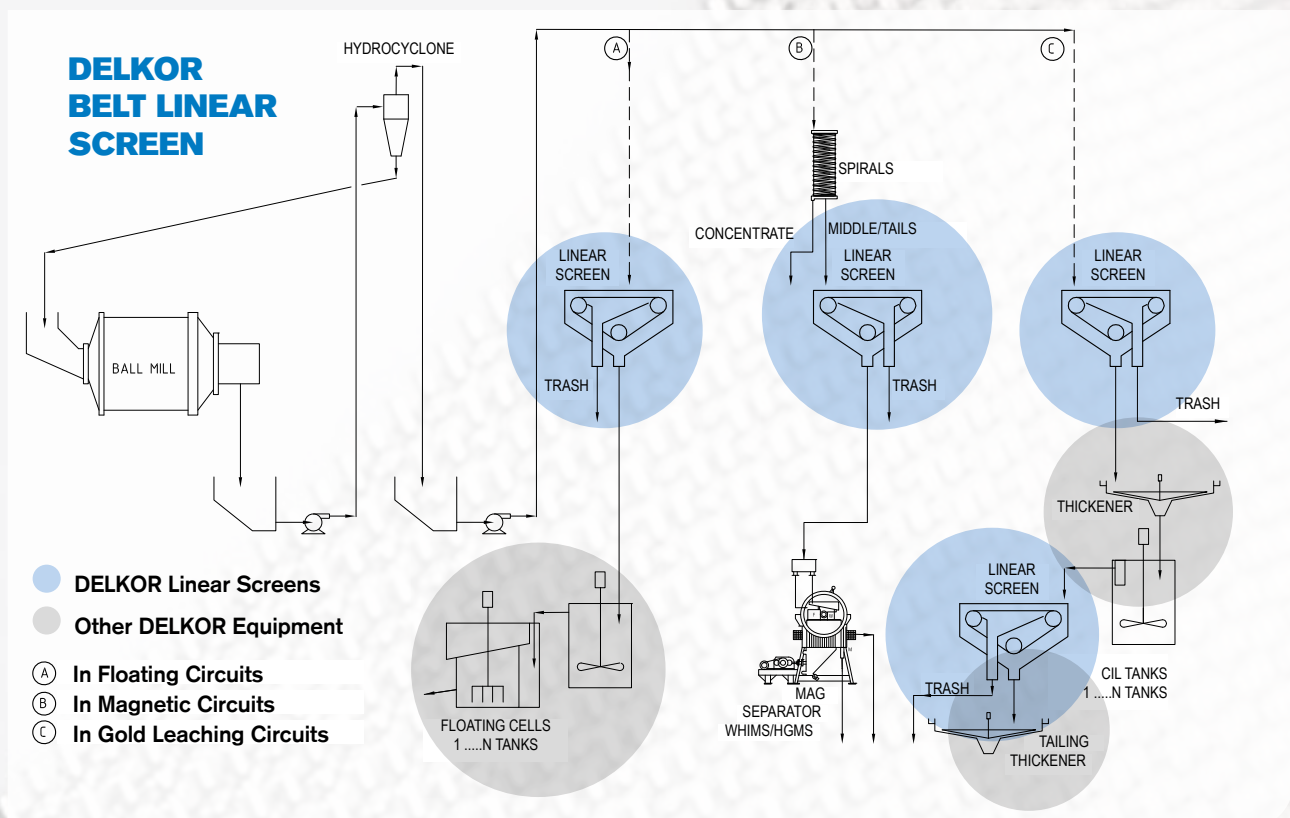 DELKOR
BELT LINEAR
SCREEN
HYDROCYCLONE
A
B
C
SPIRALS
CONCENTRATE
MIDDLE/TAILS
LINEAR
SCREEN
LINEAR
SCREEN
LINEAR
SCREEN
BALL MILL
TRASH
TRASH
TRASH
THICKENER
LINEAR
SCREEN
DELKOR Linear Screens
Other DELKOR Equipment
A In Floating Circuits
B In Magnetic Circuits
C In Gold Leaching Circuits
FLOATING CELLS
1 .....N TANKS
MAG
SEPARATOR
WHIMS/HGMS
TRASH
CIL TANKS
1 .....N TANKS
TAILING
THICKENER